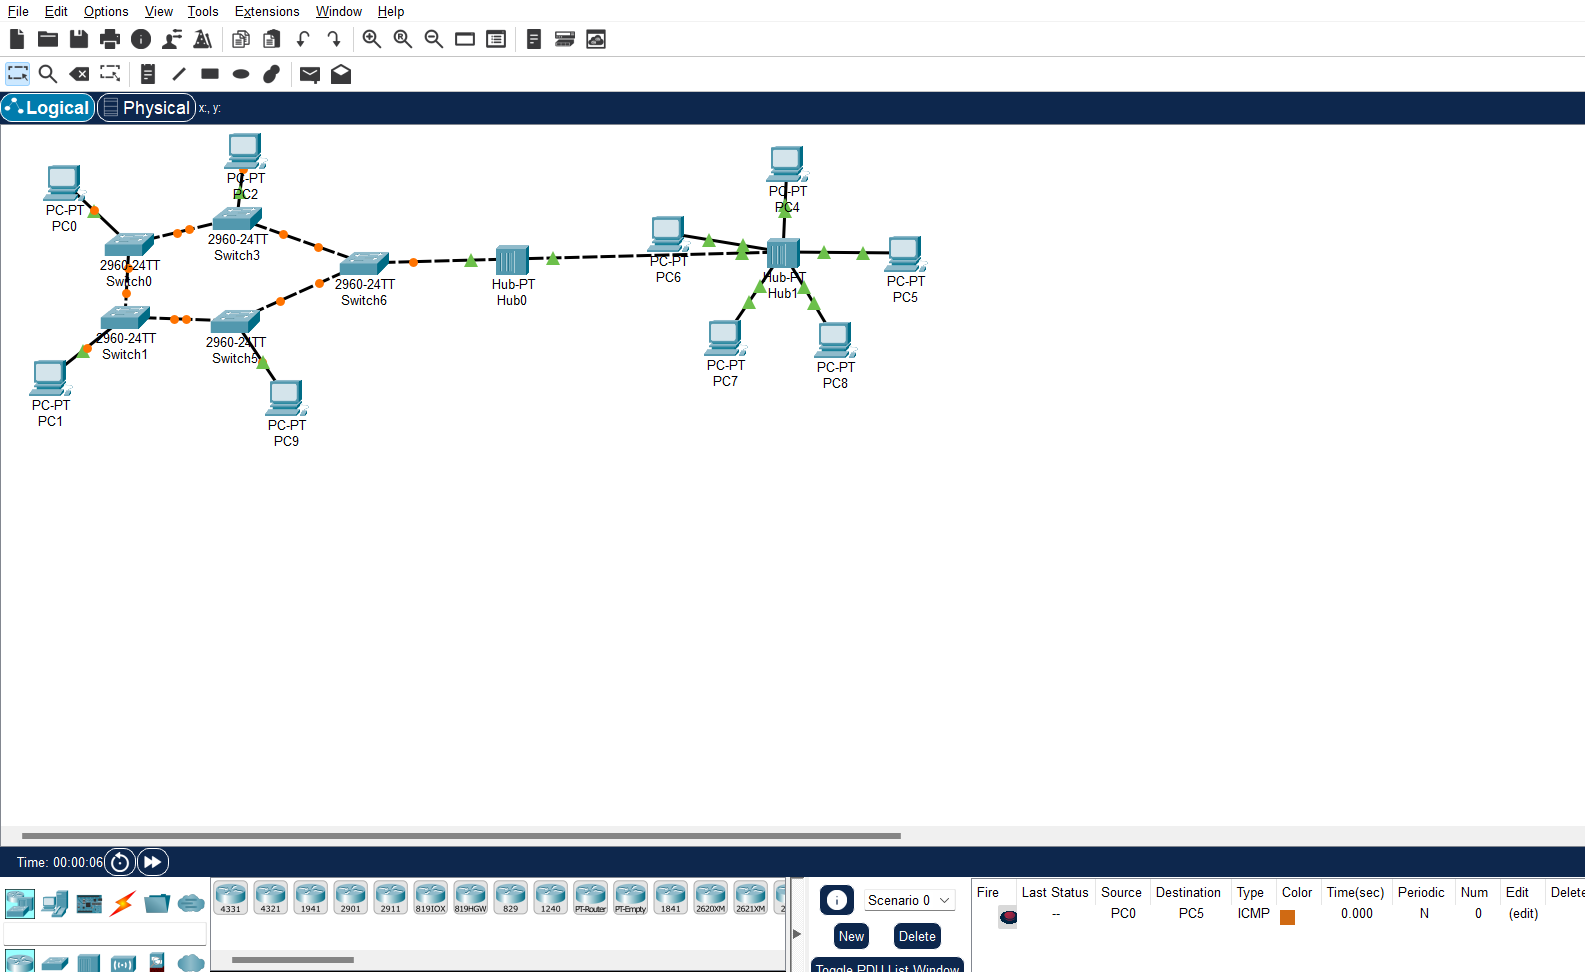 File Edit Options View Tools Extensions Window Help
Logical Physical x:, y:
PC-PT
PC2
PC-PT
PC0
2960-24TT
Switch3
2960-24TT
Switch0
2960-24TT
Switch6
2960-24TT
Switch1
2960-24TT
Switch5
PC-PT
PC1
PC-PT
PC9
Hub-PT
Hub0
PC-PT
PC4
PC-PT
PC6
Hub-PT
Hub1
PC-PT
PC5
PC-PT
PC7
PC-PT
PC8
Time: 00:00:06
4331 4321 1941 2901 2911 819IOX 819HGW 829 1240 PT-Router PT-Empty 1841 2620XM 2621XM 2
Scenario 0
New Delete
Toggle PDU List Window
Fire Last Status Source Destination Type Color Time(sec) Periodic Num Edit Delete
-- PC0 PC5 ICMP 0.000 N 0 (edit)